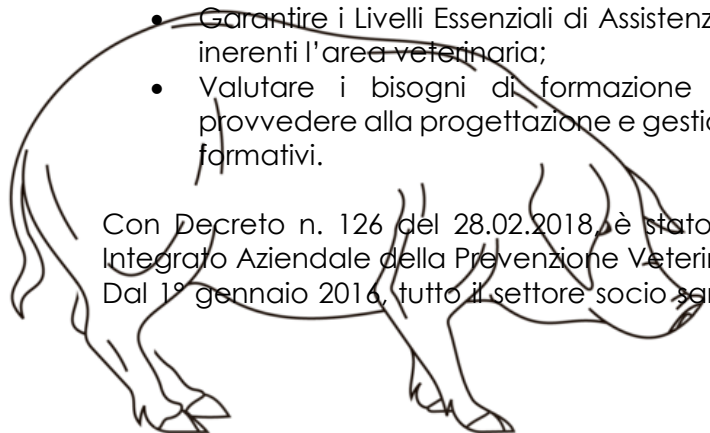 • Garantire i Livelli Essenziali di Assistenz
inerenti l’area veterinaria;
• Valutare i bisogni di formazione
provvedere alla progettazione e gestio
formativi.
Con Decreto n. 126 del 28.02.2018, è stato
Integrato Aziendale della Prevenzione Veterin
Dal 1° gennaio 2016, tutto il settore socio sar